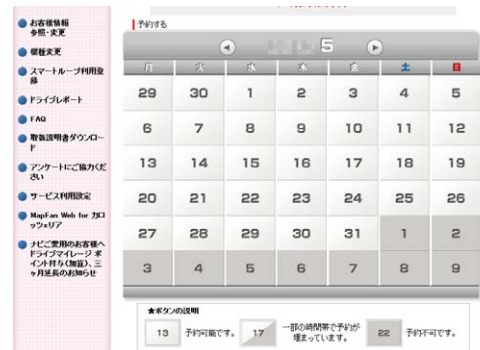 お客様情報
参照・変更
機種変更
スマートループ利用登
録
ドライブレポート
FAQ
取扱説明書ダウンロー
ド
アンケートにご協力くだ
さい
サービス利用設定
MapFan Web for カロ
ッツェリア
ナビご愛用のお客様へ
ドライブマイレージ ポ
イント付与(加算)、三
ヶ月延長のお知らせ
予約する
5
月 火 水 木 金 土 日
29 30 1 2 3 4 5
6 7 8 9 10 11 12
13 14 15 16 17 18 19
20 21 22 23 24 25 26
27 28 29 30 31 1 2
3 4 5 6 7 8 9
★ボタンの説明
13 予約可能です。 17 一部の時間帯で予約が
埋まっています。 22 予約不可です。